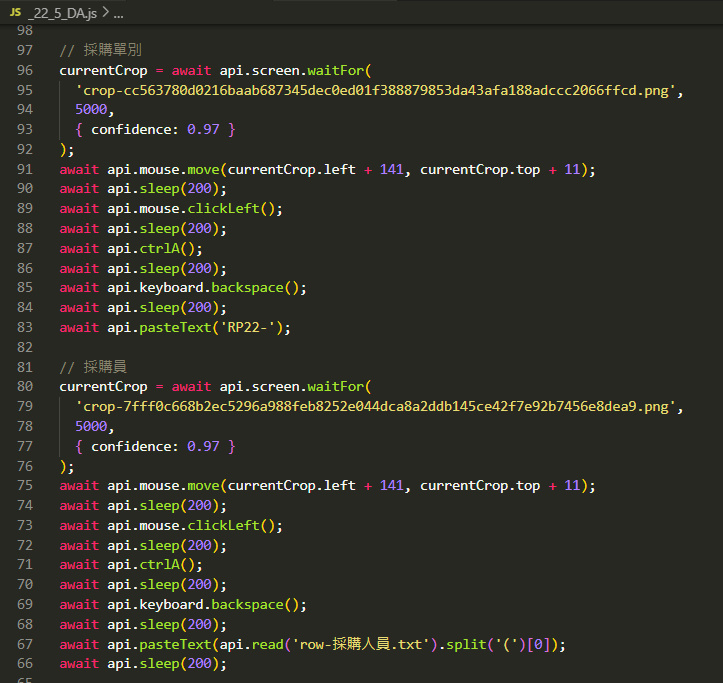 JS _22_5_DA.js > ...
98
97 // 採購單別
96 currentCrop = await api.screen.waitFor(
95 'crop-cc563780d0216baab687345dec0ed01f388879853da43afa188adccc2066ffcd.png',
94 5000,
93 { confidence: 0.97 }
92 );
91 await api.mouse.move(currentCrop.left + 141, currentCrop.top + 11);
90 await api.sleep(200);
89 await api.mouse.clickLeft();
88 await api.sleep(200);
87 await api.ctrlA();
86 await api.sleep(200);
85 await api.keyboard.backspace();
84 await api.sleep(200);
83 await api.pasteText('RP22-');
82
81 // 採購員
80 currentCrop = await api.screen.waitFor(
79 'crop-7fff0c668b2ec5296a988feb8252e044dca8a2ddb145ce42f7e92b7456e8dea9.png',
78 5000,
77 { confidence: 0.97 }
76 );
75 await api.mouse.move(currentCrop.left + 141, currentCrop.top + 11);
74 await api.sleep(200);
73 await api.mouse.clickLeft();
72 await api.sleep(200);
71 await api.ctrlA();
70 await api.sleep(200);
69 await api.keyboard.backspace();
68 await api.sleep(200);
67 await api.pasteText(api.read('row-採購人員.txt').split('(')[0]);
66 await api.sleep(200);
65